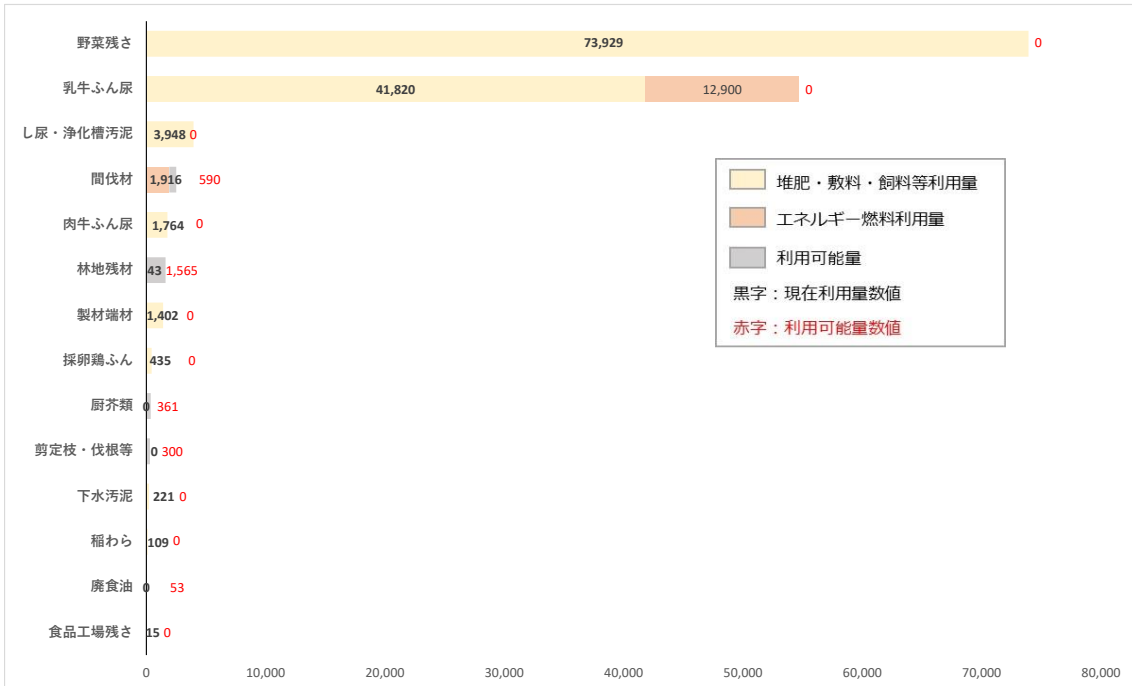 野菜残さ 73,929 0
乳牛ふん尿 41,820 12,900 0
し尿・浄化槽汚泥 3,948 0
間伐材 1,916 590
肉牛ふん尿 1,764 0
林地残材 43 1,565
製材端材 1,402 0
採卵鶏ふん 435 0
厨芥類 0 361
剪定枝・伐根等 0 300
下水汚泥 221 0
稲わら 109 0
廃食油 0 53
食品工場残さ 15 0
0 10,000 20,000 30,000 40,000 50,000 60,000 70,000 80,000
堆肥・敷料・飼料等利用量
エネルギー燃料利用量
利用可能量
黒字：現在利用量数値
赤字：利用可能量数値